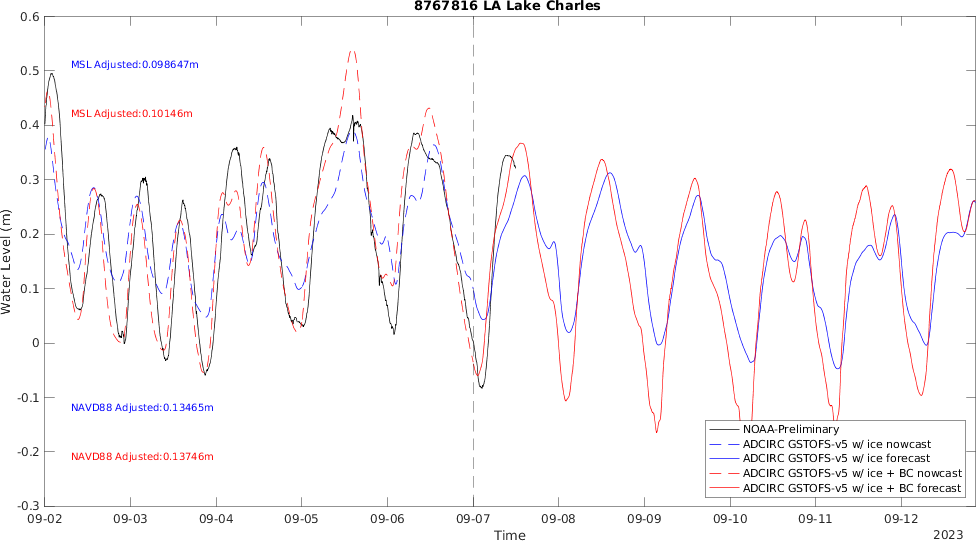 8767816 LA Lake Charles
0.6
0.5
0.4
0.3
0.2
0.1
0
-0.1
-0.2
-0.3
Water Level (m)
MSL Adjusted:0.098647m
MSL Adjusted:0.10146m
NAVD88 Adjusted:0.13465m
NAVD88 Adjusted:0.13746m
NOAA-Preliminary
ADCIRC GSTOFS-v5 w/ ice nowcast
ADCIRC GSTOFS-v5 w/ ice forecast
ADCIRC GSTOFS-v5 w/ ice + BC nowcast
ADCIRC GSTOFS-v5 w/ ice + BC forecast
09-02 09-03 09-04 09-05 09-06 09-07 09-08 09-09 09-10 09-11 09-12
Time
2023